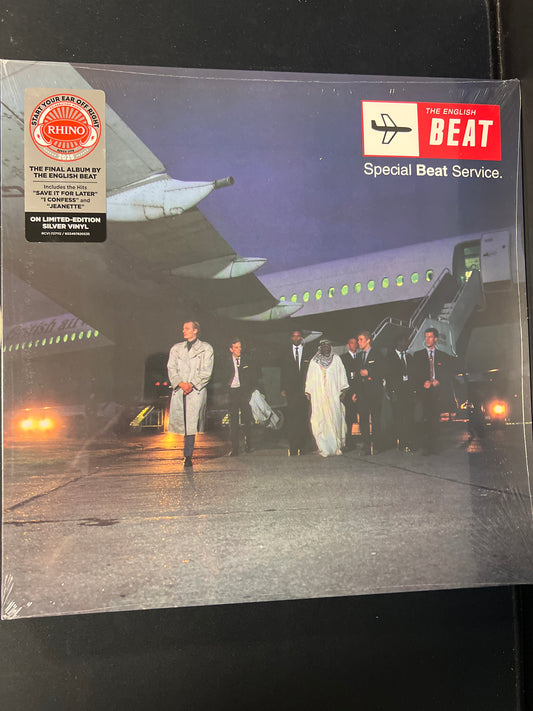 START YOUR EAR OFF RIGHT
RHINO
2025
THE FINAL ALBUM BY
THE ENGLISH BEAT
Includes the Hits
"SAVE IT FOR LATER"
"I CONFESS" and
"JEANETTE"
ON LIMITED-EDITION
SILVER VINYL
THE ENGLISH
BEAT
Special Beat Service.